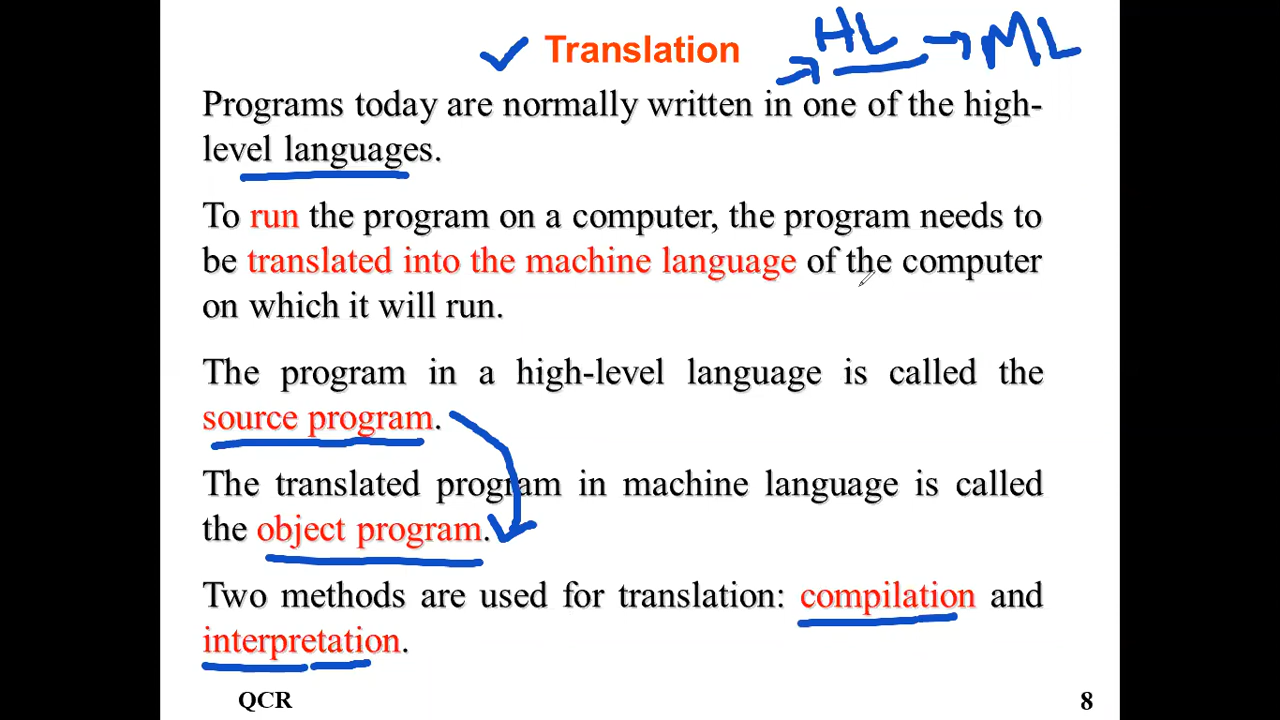 Translation HL → ML
Programs today are normally written in one of the high-
level languages.
To run the program on a computer, the program needs to
be translated into the machine language of the computer
on which it will run.
The program in a high-level language is called the
source program.
The translated program in machine language is called
the object program.
Two methods are used for translation: compilation and
interpretation.
QCR 8